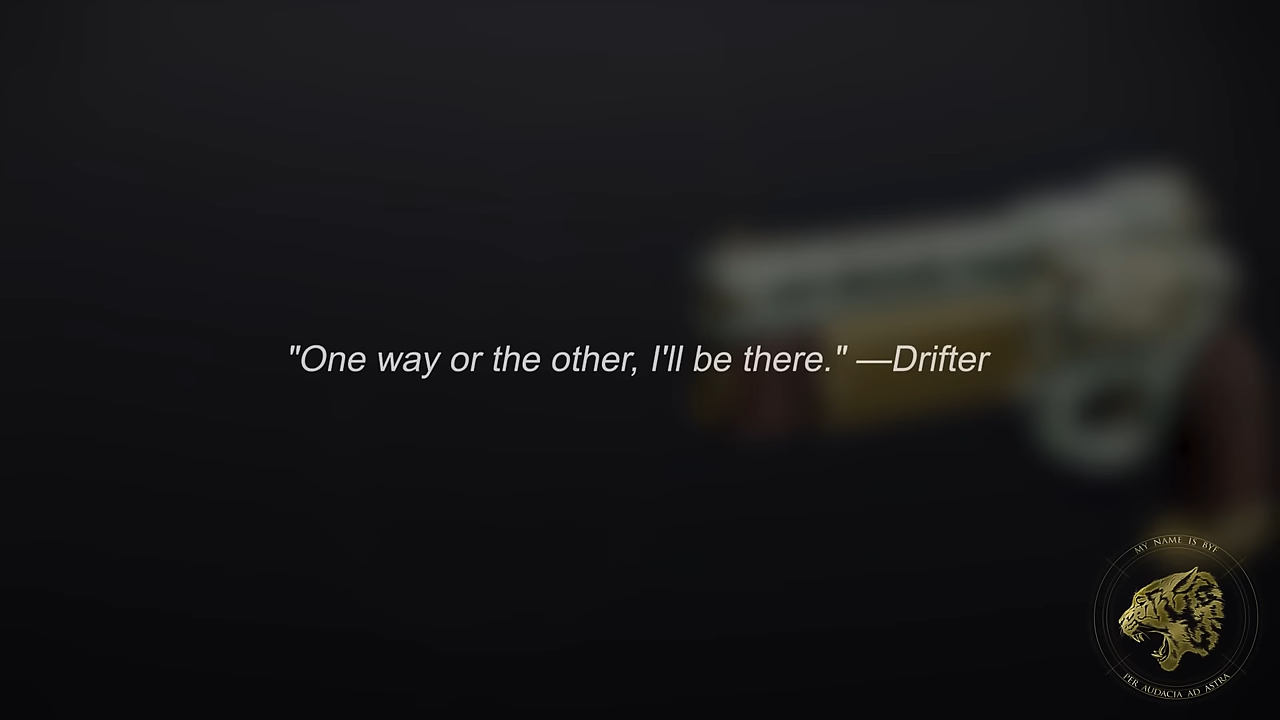 "One way or the other, I'll be there." —Drifter
MY NAME IS BYF
PER AUDACIA AD ASTRA